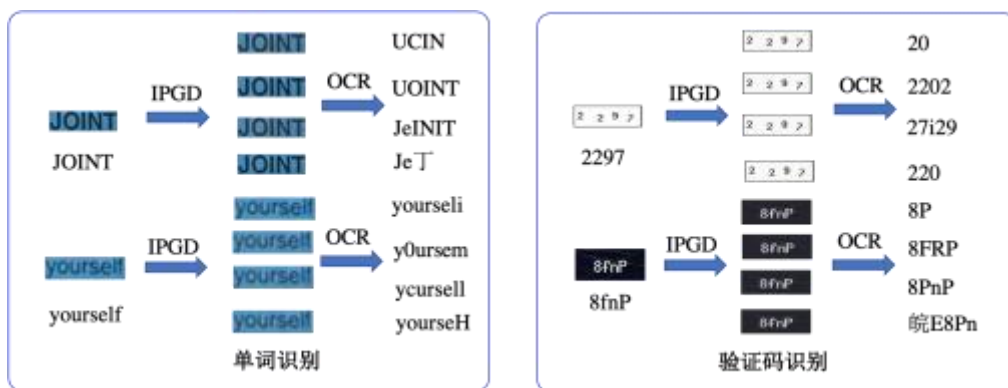 JOINT
JOINT
IPGD
JOINT
JOINT
JOINT
JOINT
OCR
UCIN
UOINT
JeINIT
Je丁
yourself
yourself
IPGD
yourself
yourself
yourself
yourself
OCR
yourseli
y0ursem
ycursell
yourseH
单词识别
2 2 9 7
2297
IPGD
2 2 9 7
2 2 9 7
2 2 9 7
2 2 9 7
OCR
20
2202
27i29
220
8fnP
8fnP
IPGD
8fnP
8fnP
8fnP
8fnP
OCR
8P
8FRP
8PnP
皖E8Pn
验证码识别